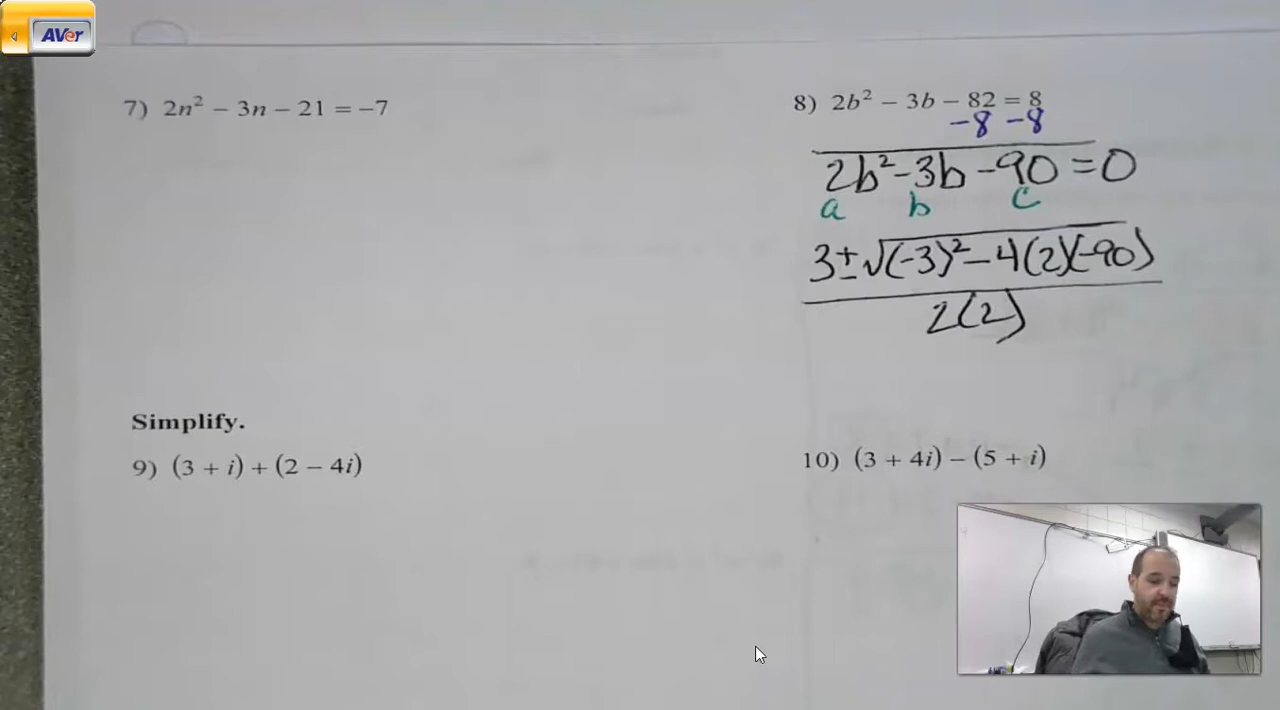 AVer
7) 2n² − 3n − 21 = −7
8) 2b² − 3b − 82 = 8
−8 −8
2b² −3b −90 = 0
a b c
3 ± √(−3)² − 4(2)(−90)
2(2)
Simplify.
9) (3 + i) + (2 − 4i)
10) (3 + 4i) − (5 + i)